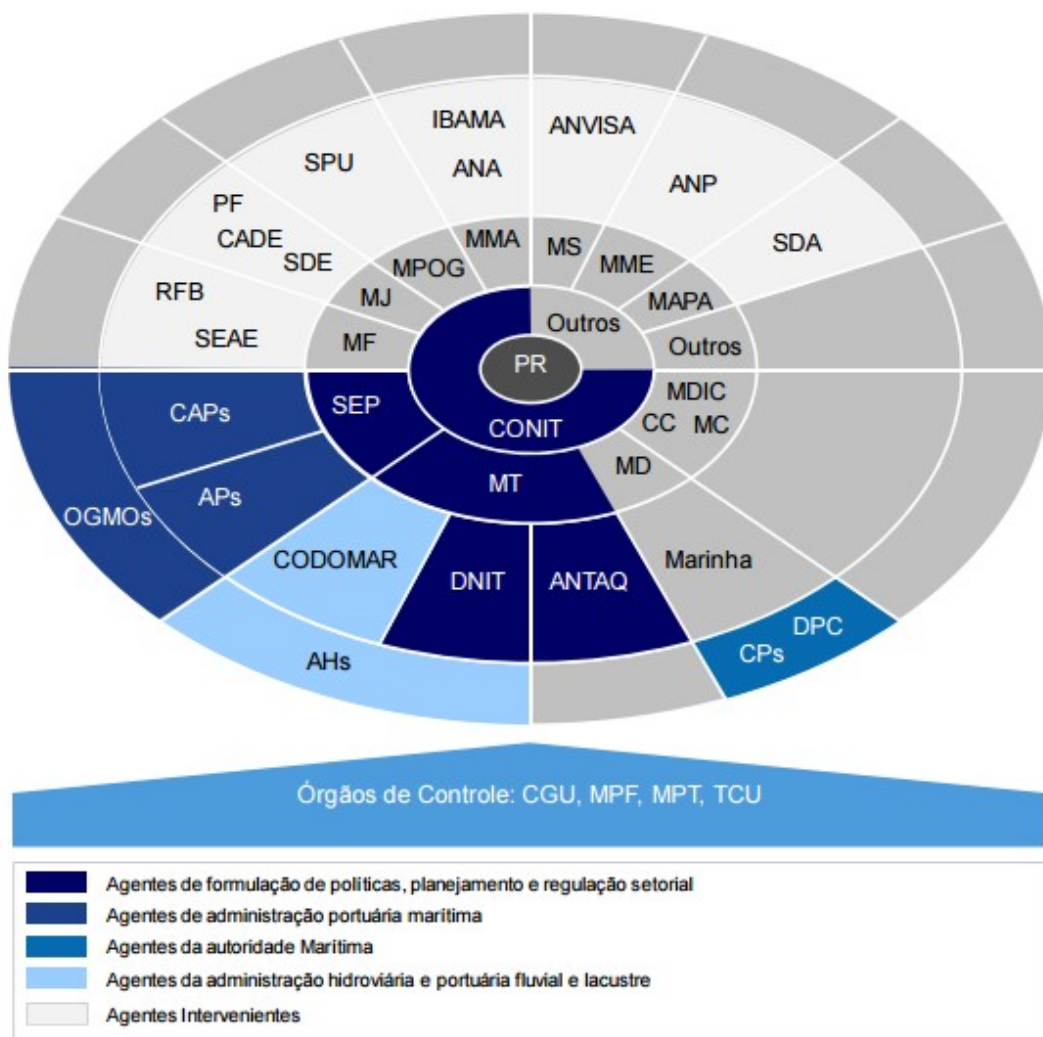 IBAMA
ANVISA
SPU
ANA
ANP
PF
CADE
SDE
SDA
MMA
MS
MPOG
MME
RFB
MJ
MAPA
SEAE
MF
Outros
Outros
PR
CAPs
SEP
MDIC
CC
MC
CONIT
MD
MT
APs
OGMOs
CODOMAR
DNIT
ANTAQ
Marinha
DPC
CPs
AHs
Órgãos de Controle: CGU, MPF, MPT, TCU
Agentes de formulação de políticas, planejamento e regulação setorial
Agentes de administração portuária marítima
Agentes da autoridade Marítima
Agentes da administração hidroviária e portuária fluvial e lacustre
Agentes Intervenientes